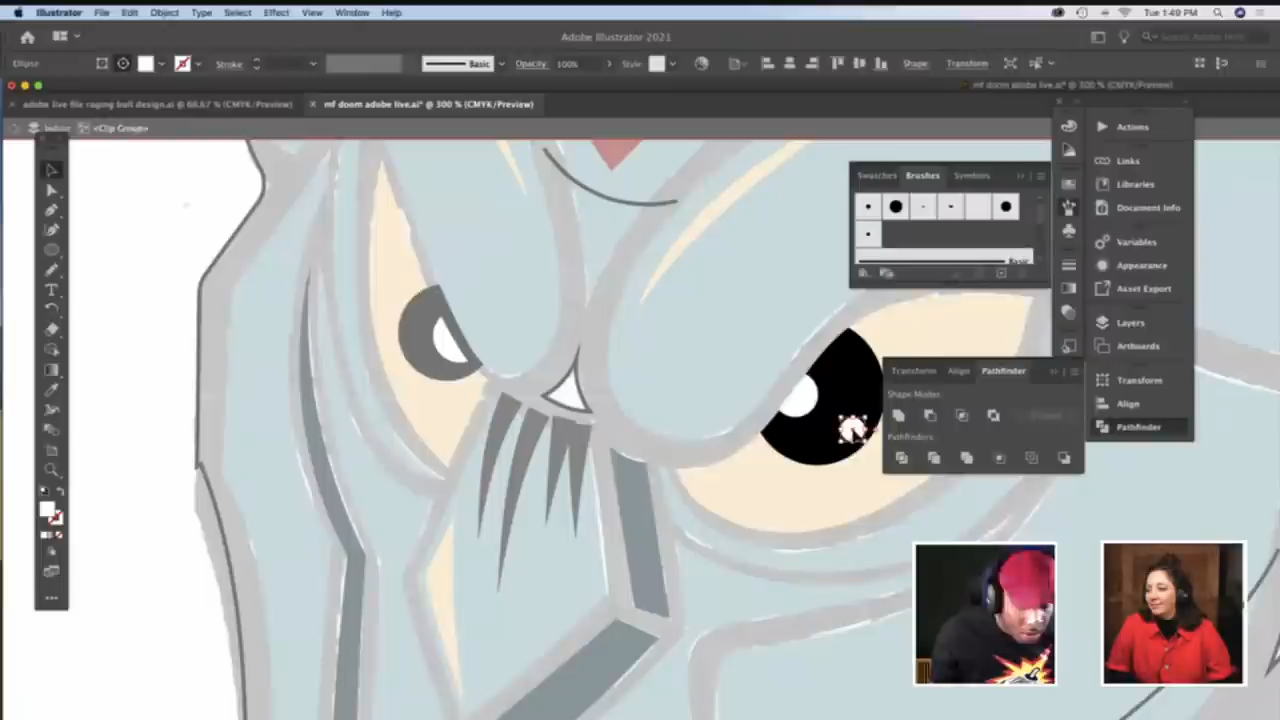 Illustrator File Edit Object Type Select Effect View Window Help Tue 1:49 PM
Adobe Illustrator 2021 Search Adobe Help
Ellipse Stroke Basic Opacity: 100% Style: Shape: Transform
mf doom adobe live.ai* @ 300 % (CMYK/Preview)
adobe live file raging bull design.ai @ 66.67 % (CMYK/Preview) mf doom adobe live.ai* @ 300 % (CMYK/Preview)
<Clip Group>
Actions
Links
Libraries
Document Info
Variables
Appearance
Asset Export
Layers
Artboards
Transform
Align
Pathfinder
Swatches Brushes Symbols
Basic
Transform Align Pathfinder
Shape Modes:
Pathfinders: